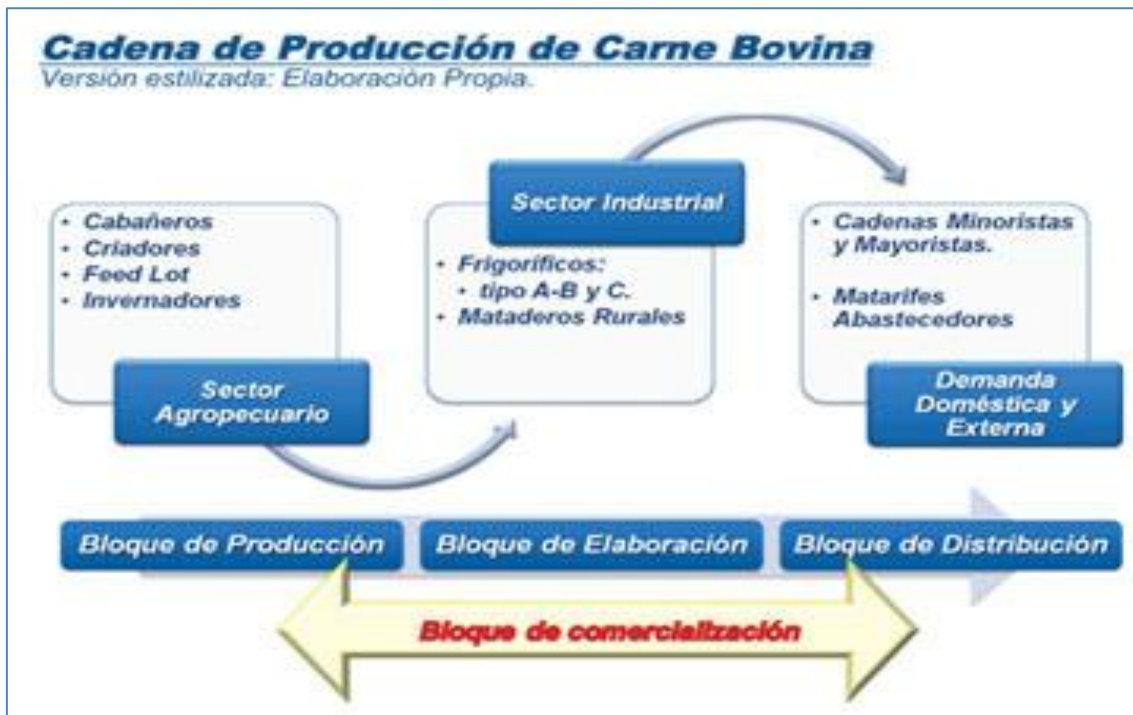 Cadena de Producción de Carne Bovina
Versión estilizada: Elaboración Propia.
• Cabañeros
• Criadores
• Feed Lot
• Invernadores
Sector
Agropecuario
Sector Industrial
• Frigoríficos:
• tipo A-B y C.
• Mataderos Rurales
• Cadenas Minoristas
y Mayoristas.
• Matarifes
Abastecedores
Demanda
Doméstica y
Externa
Bloque de Producción
Bloque de Elaboración
Bloque de Distribución
Bloque de comercialización